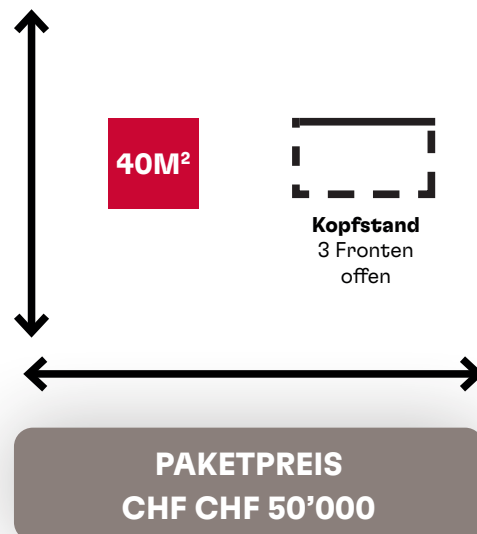 40M²
Kopfstand
3 Fronten
offen
PAKETPREIS
CHF CHF 50’000